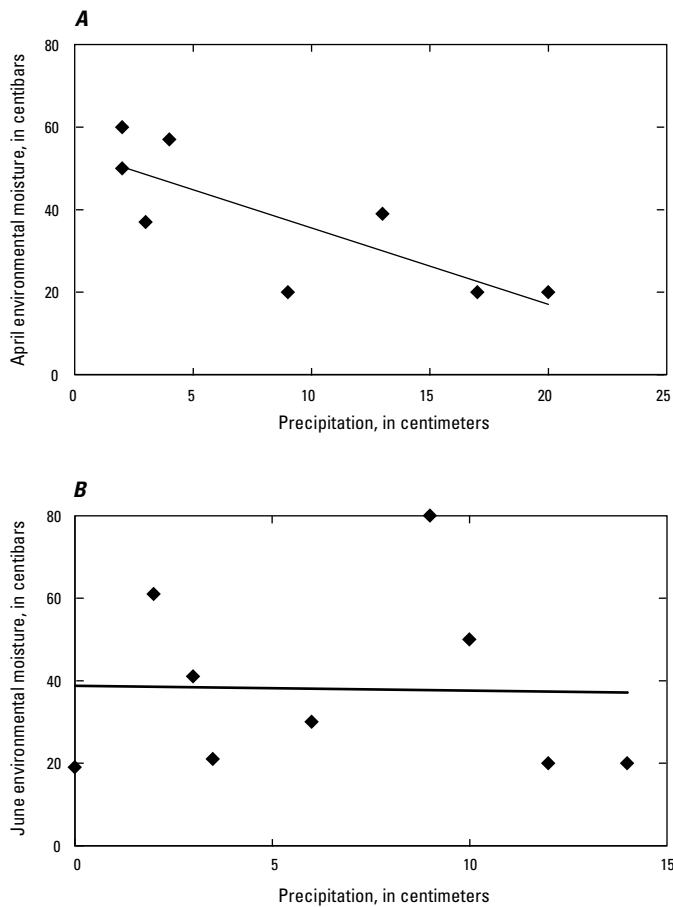 A
80
60
40
20
0
0 5 10 15 20 25
April environmental moisture, in centibars
Precipitation, in centimeters
B
80
60
40
20
0
0 5 10 15
June environmental moisture, in centibars
Precipitation, in centimeters